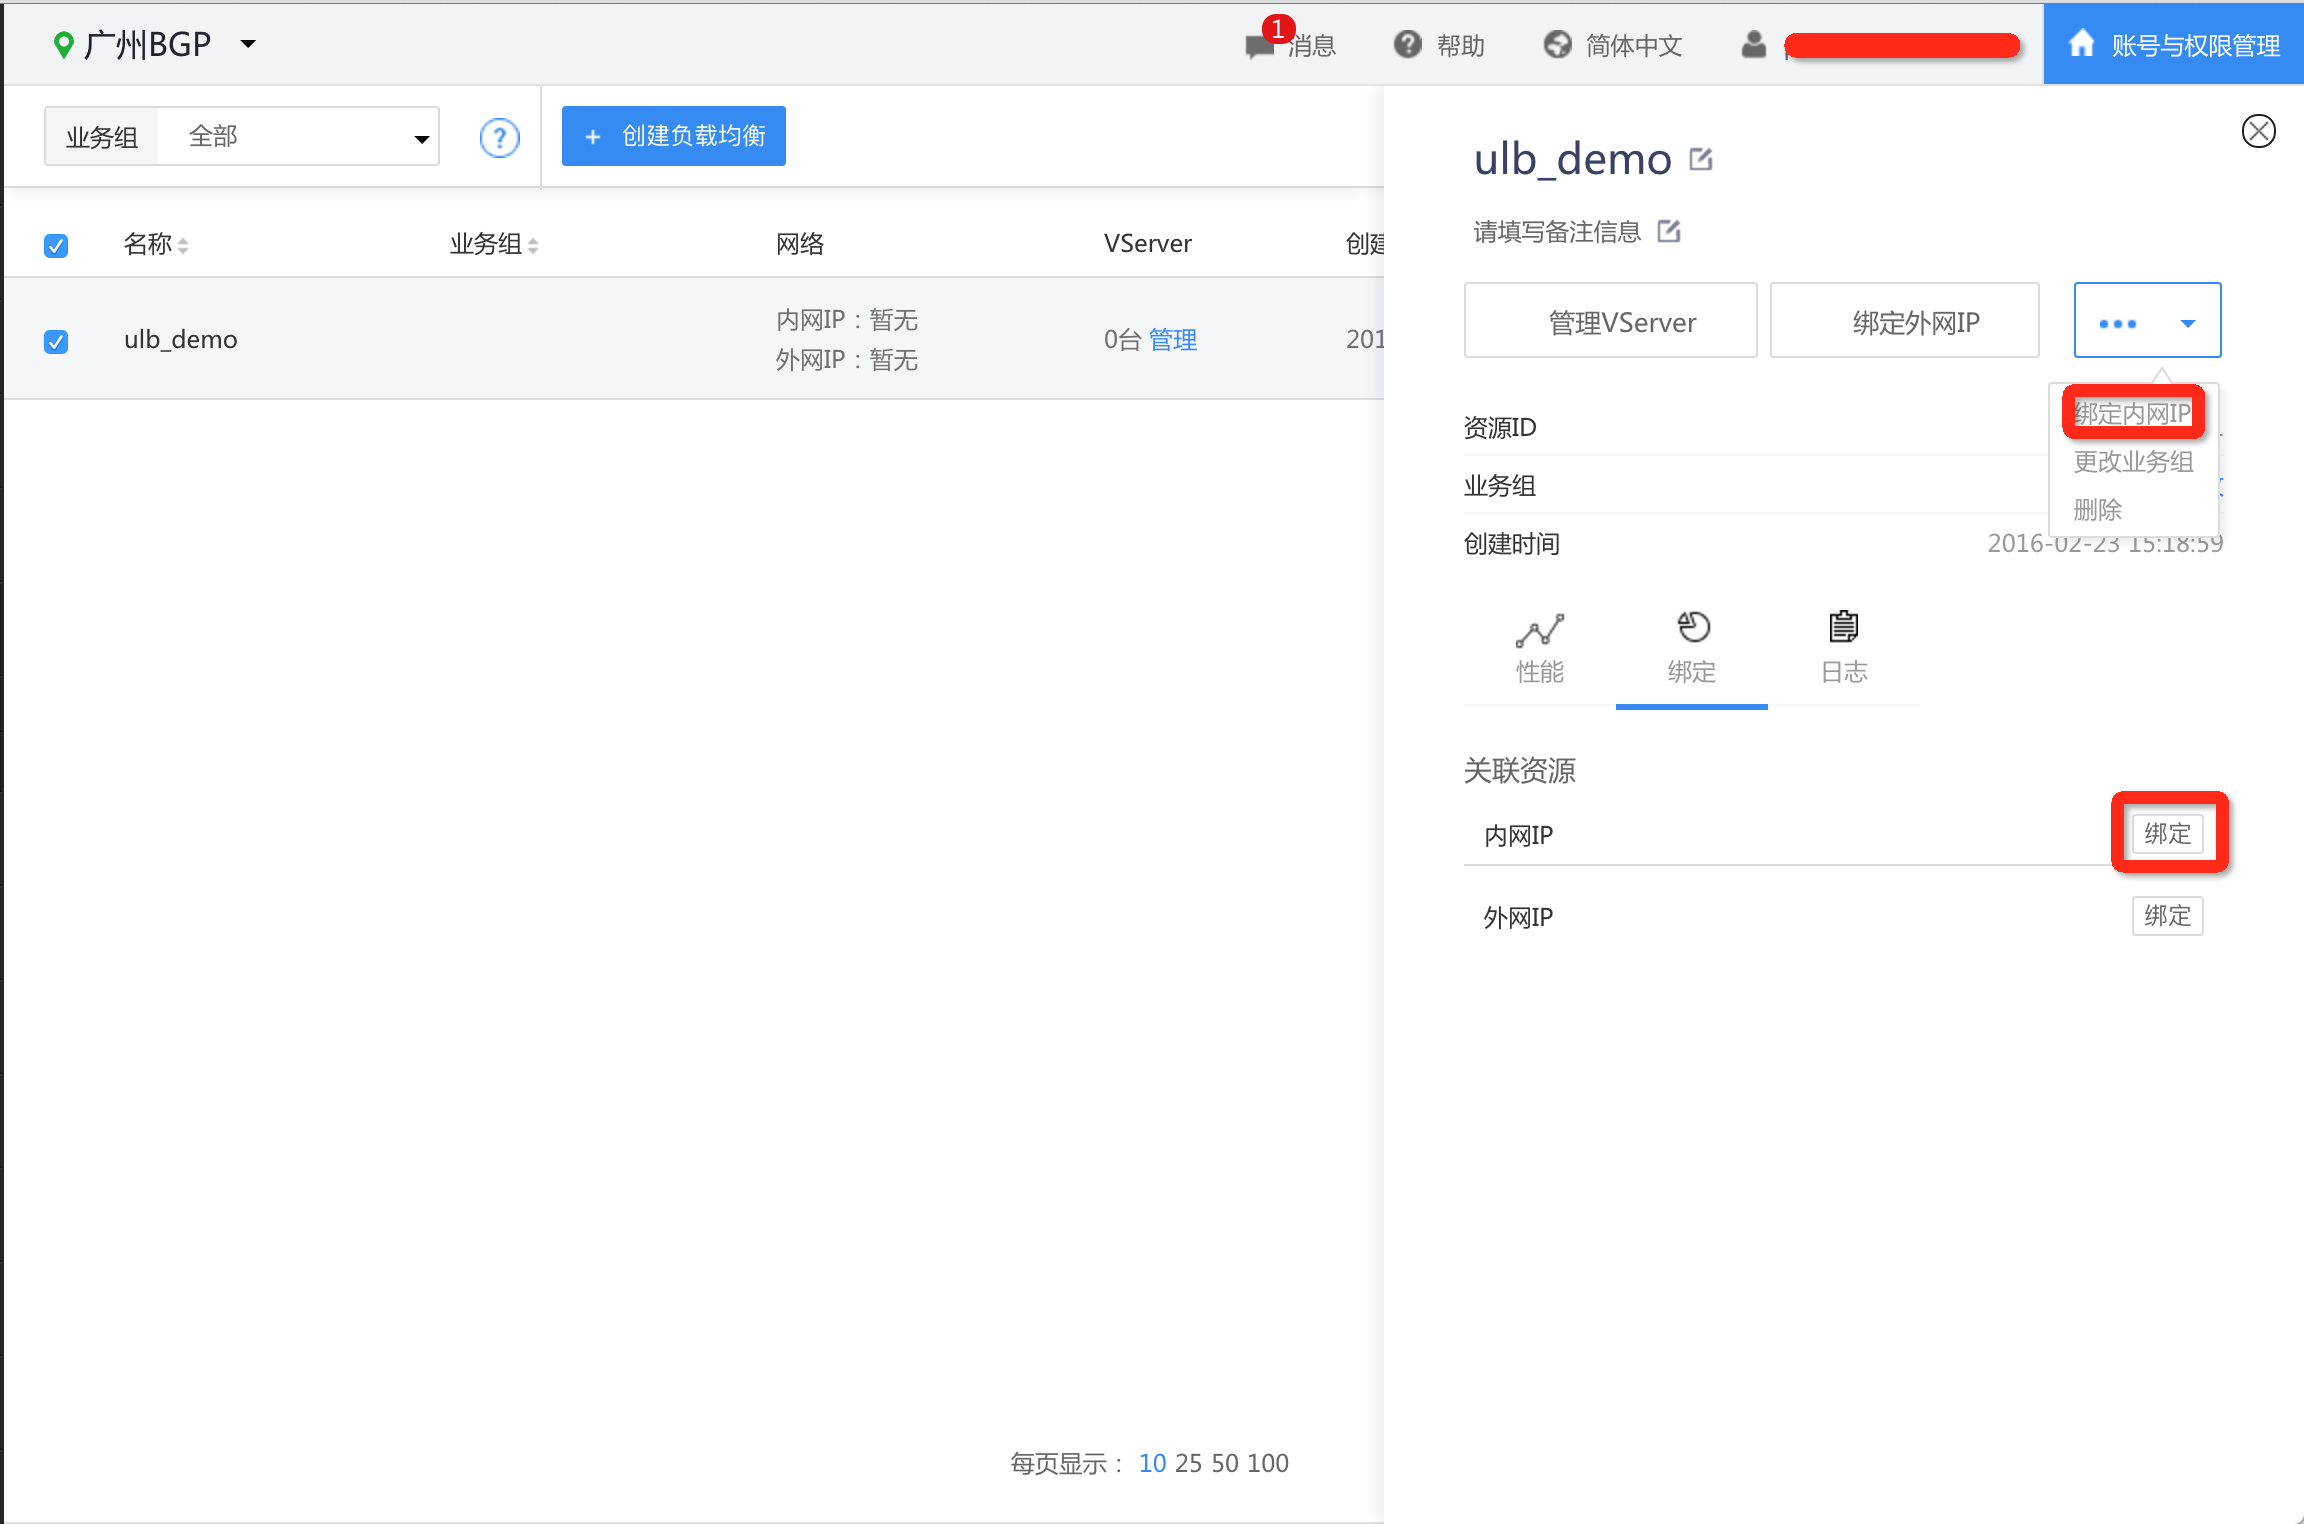 广州BGP
1
消息
帮助
简体中文
账号与权限管理
业务组
全部
?
+ 创建负载均衡
名称
业务组
网络
VServer
创建
ulb_demo
内网IP：暂无
外网IP：暂无
0台 管理
201
每页显示： 10 25 50 100
ulb_demo
请填写备注信息
管理VServer
绑定外网IP
绑定内网IP
更改业务组
删除
资源ID
业务组
创建时间
2016-02-23 15:18:59
性能
绑定
日志
关联资源
内网IP
绑定
外网IP
绑定